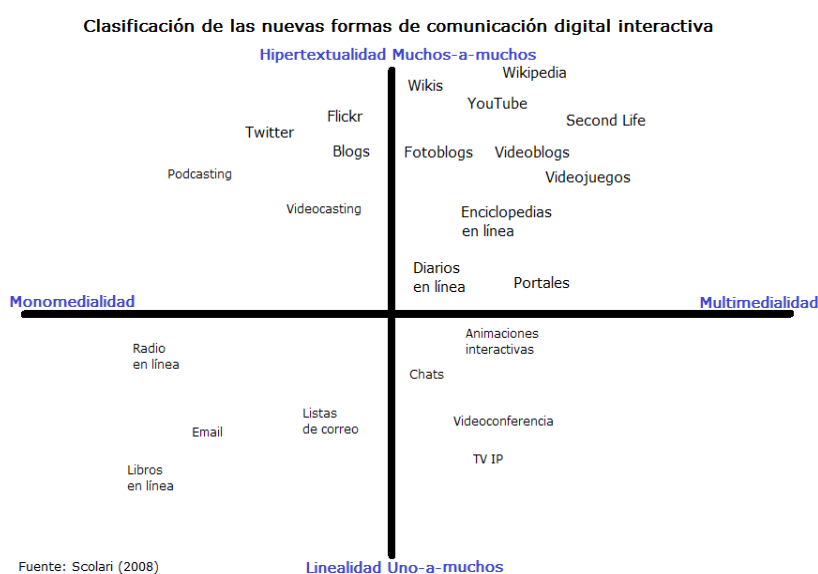 Clasificación de las nuevas formas de comunicación digital interactiva
Hipertextualidad Muchos-a-muchos
Wikipedia
Wikis
YouTube
Flickr
Second Life
Twitter
Blogs
Fotoblogs
Videoblogs
Podcasting
Videojuegos
Videocasting
Enciclopedias
en línea
Diarios
en línea
Portales
Monomedialidad
Multimedialidad
Animaciones
interactivas
Radio
en línea
Chats
Listas
de correo
Videoconferencia
Email
TV IP
Libros
en línea
Fuente: Scolari (2008)
Linealidad Uno-a-muchos